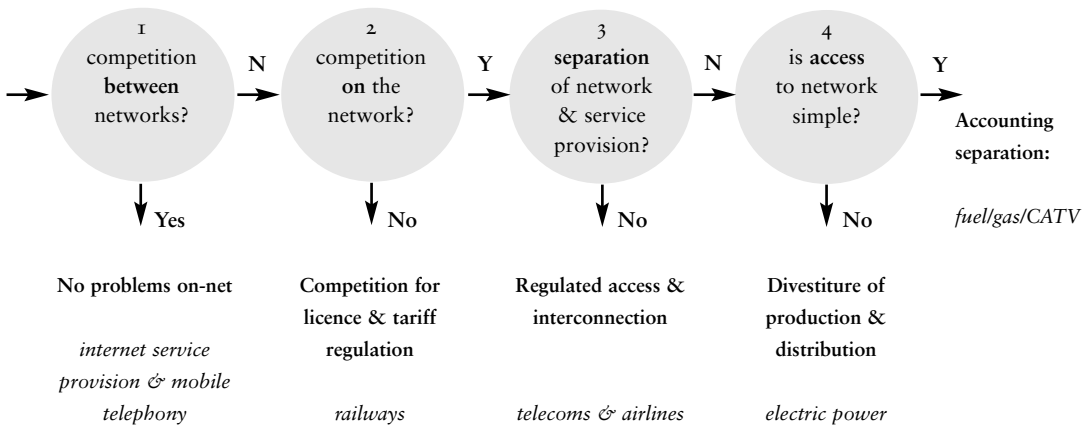 1
competition
between
networks?
N
2
competition
on the
network?
Y
3
separation
of network
& service
provision?
N
4
is access
to network
simple?
Y
Accounting
separation:
fuel/gas/CATV
Yes
No
No
No
No problems on-net
internet service
provision & mobile
telephony
Competition for
licence & tariff
regulation
railways
Regulated access &
interconnection
telecoms & airlines
Divestiture of
production &
distribution
electric power